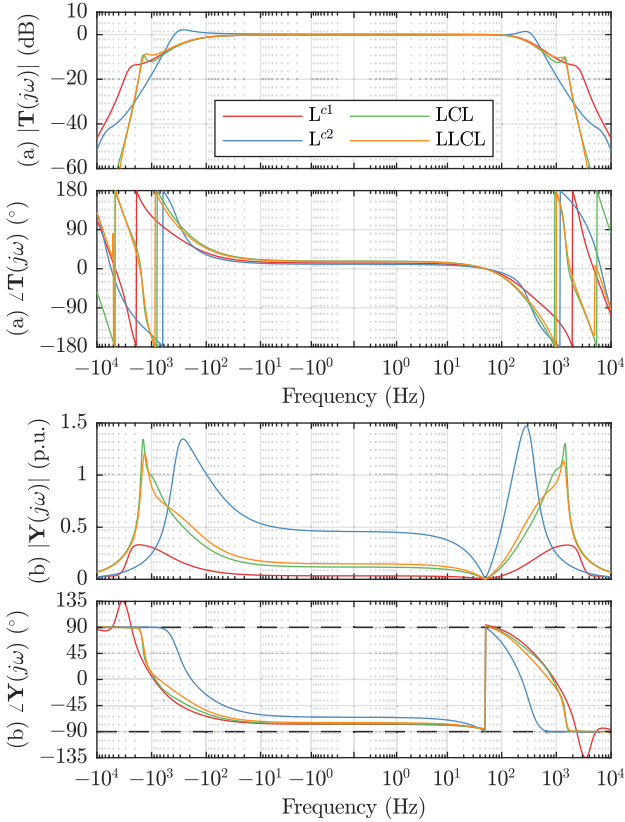 (a) |T(jω)| (dB)
0
−20
−40
−60
L^{c1} LCL
L^{c2} LLCL
(a) ∠T(jω) (°)
180
90
0
−90
−180
−10^4 −10^3 −10^2 −10^1 −10^0 10^0 10^1 10^2 10^3 10^4
Frequency (Hz)
(b) |Y(jω)| (p.u.)
1.5
1
0.5
0
(b) ∠Y(jω) (°)
135
90
45
0
−45
−90
−135
−10^4 −10^3 −10^2 −10^1 −10^0 10^0 10^1 10^2 10^3 10^4
Frequency (Hz)